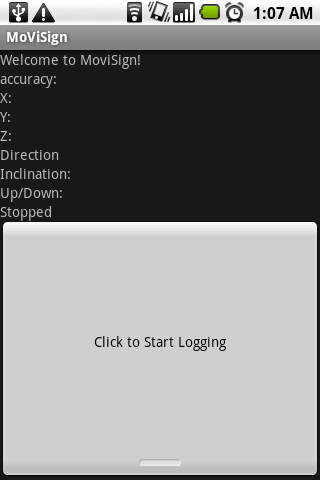 1:07 AM
MoViSign
Welcome to MoviSign!
accuracy:
X:
Y:
Z:
Direction
Inclination:
Up/Down:
Stopped
Click to Start Logging